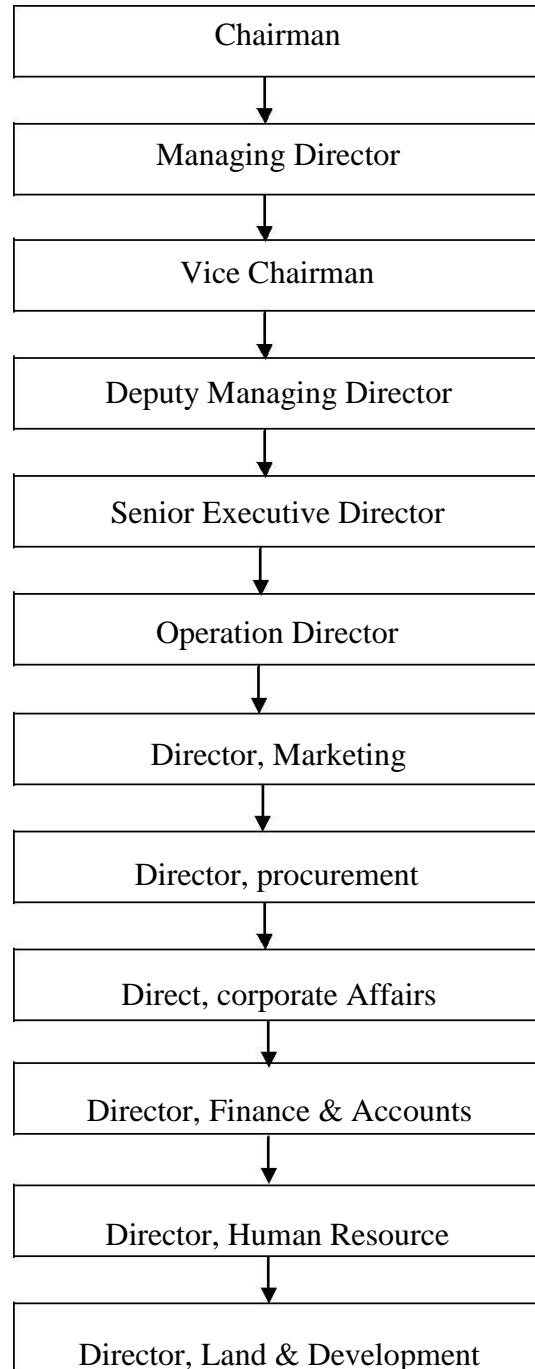 Chairman
Managing Director
Vice Chairman
Deputy Managing Director
Senior Executive Director
Operation Director
Director, Marketing
Director, procurement
Direct, corporate Affairs
Director, Finance & Accounts
Director, Human Resource
Director, Land & Development